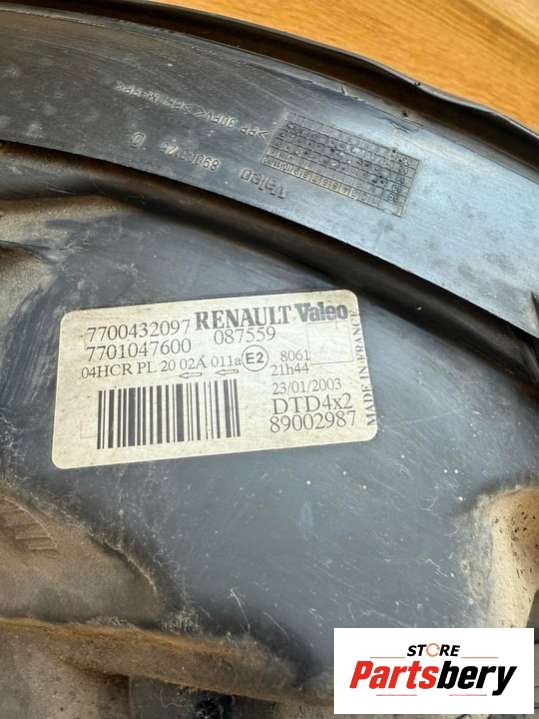 Valeo
7700432097 RENAULT Valeo
7701047600 087559
04HCR PL 20 02A 011a E2 8061
21h44
23/01/2003
DTD4x2
89002987
MADE IN FRANCE
STORE
Partsbery